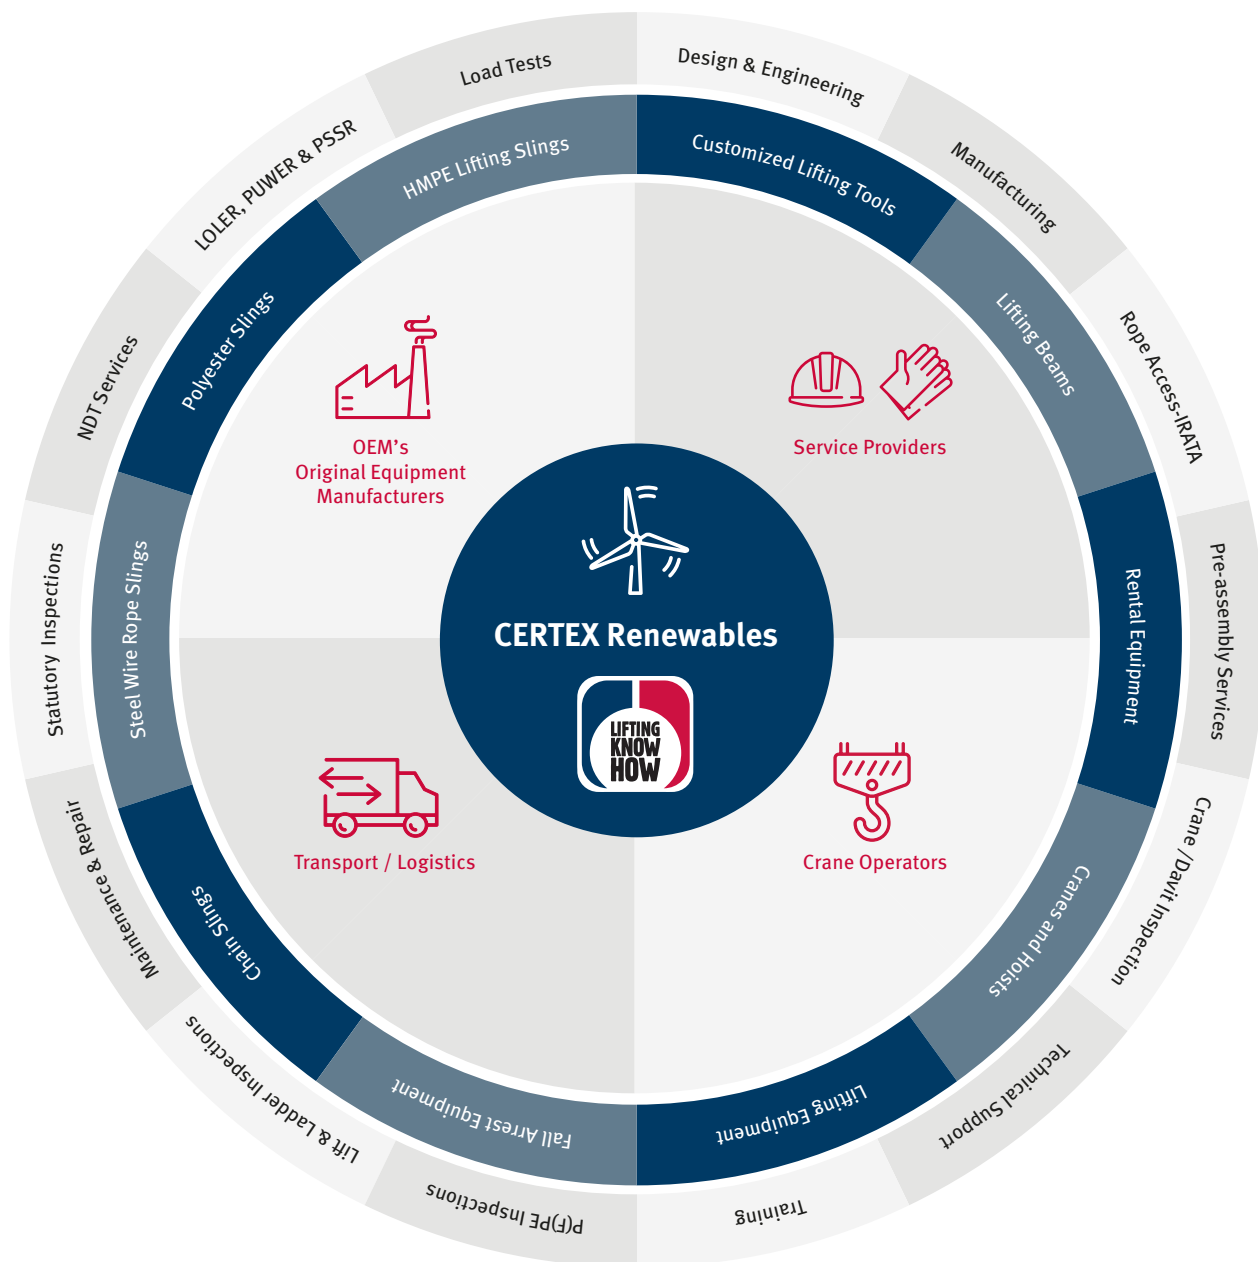 Design & Engineering
Manufacturing
Rope Access-IRATA
Pre-assembly Services
Crane /Davit Inspection
Technical Support
Training
P(F)PE Inspections
Lift & Ladder Inspections
Maintenance & Repair
Statutory Inspections
NDT Services
LOLER, PUWER & PSSR
Load Tests
Customized Lifting Tools
Lifting Beams
Rental Equipment
Cranes and Hoists
Lifting Equipment
Fall Arrest Equipment
Chain Slings
Steel Wire Rope Slings
Polyester Slings
HMPE Lifting Slings
OEM’s
Original Equipment
Manufacturers
Service Providers
Transport / Logistics
Crane Operators
CERTEX Renewables
LIFTING
KNOW
HOW